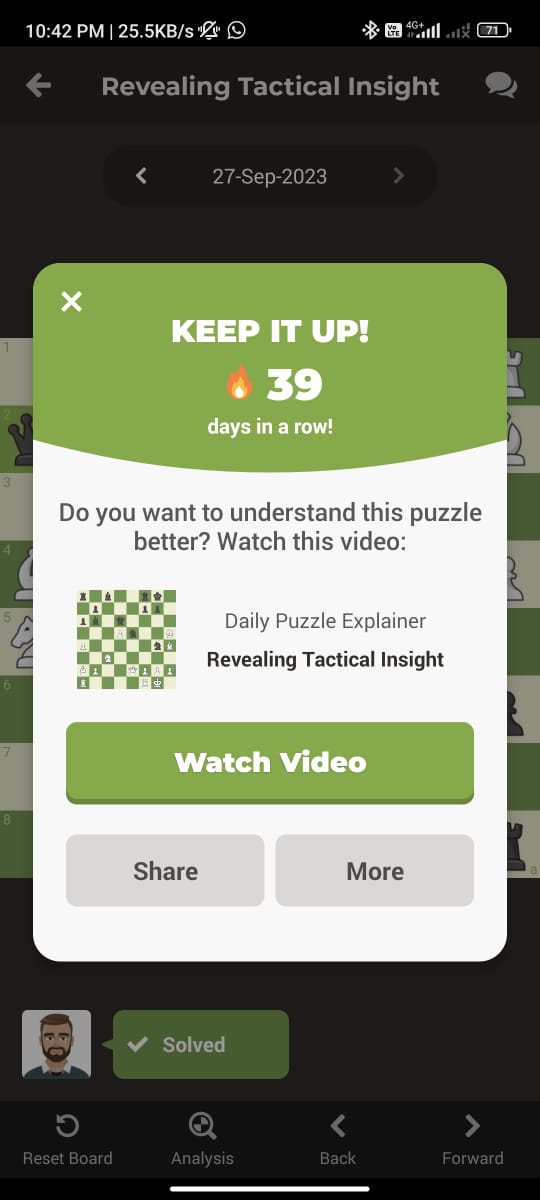 10:42 PM | 25.5KB/s
Vo
LTE
4G+
71
Revealing Tactical Insight
27-Sep-2023
KEEP IT UP!
39
days in a row!
Do you want to understand this puzzle
better? Watch this video:
Daily Puzzle Explainer
Revealing Tactical Insight
Watch Video
Share
More
1
2
3
4
5
6
7
8
a
Solved
Reset Board
Analysis
Back
Forward